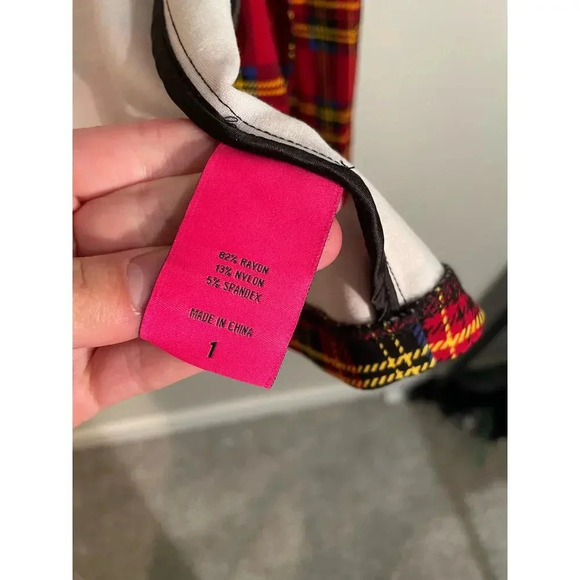 82% RAYON
13% NYLON
5% SPANDEX
MADE IN CHINA
1